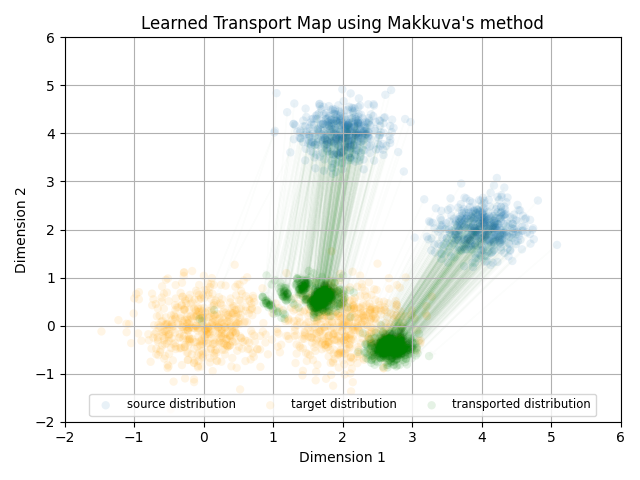 Learned Transport Map using Makkuva's method
6
5
4
3
2
1
0
−1
−2
Dimension 2
source distribution target distribution transported distribution
−2 −1 0 1 2 3 4 5 6
Dimension 1